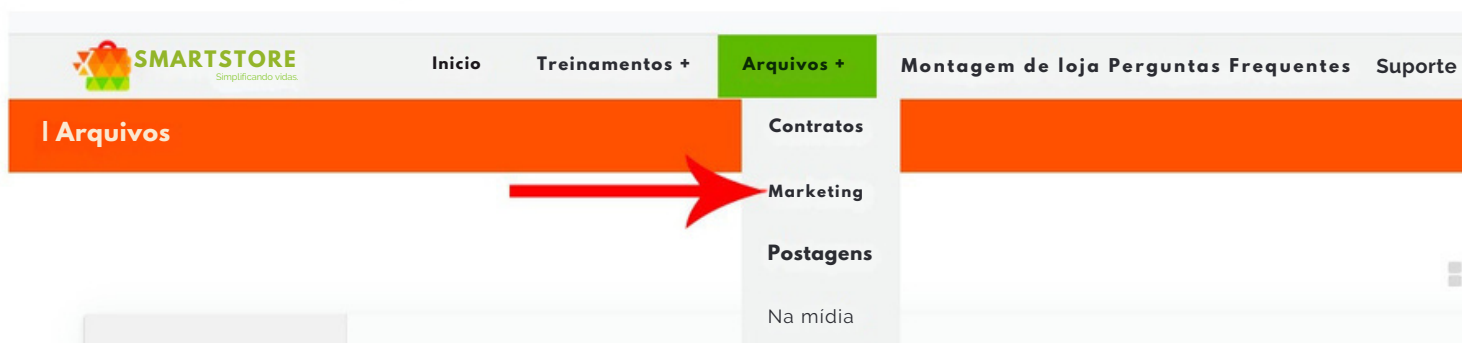 SMARTSTORE
Simplificando vidas.
Inicio Treinamentos + Arquivos + Montagem de loja Perguntas Frequentes Suporte
| Arquivos
Contratos
Marketing
Postagens
Na mídia